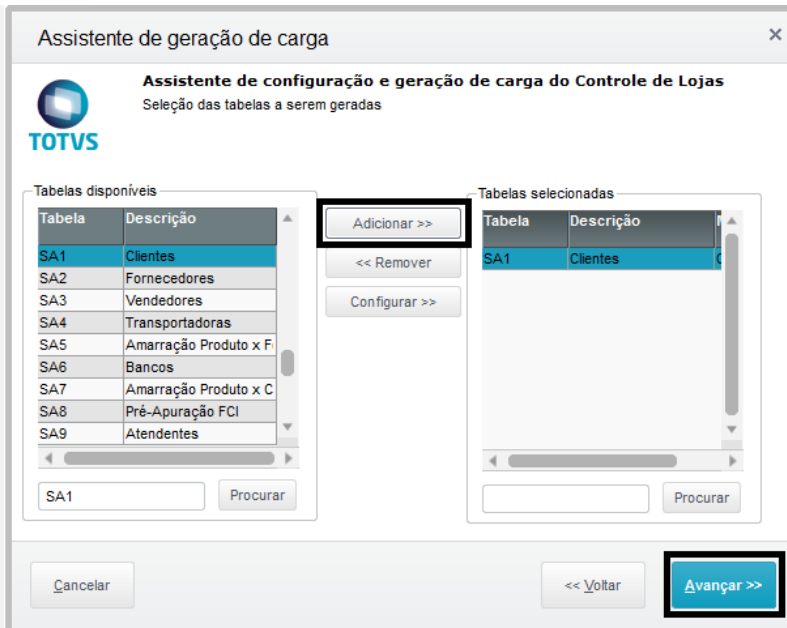 Assistente de geração de carga
Assistente de configuração e geração de carga do Controle de Lojas
Seleção das tabelas a serem geradas
TOTVS
Tabelas disponíveis
Tabela Descrição
SA1 Clientes
SA2 Fornecedores
SA3 Vendedores
SA4 Transportadoras
SA5 Amarração Produto x F
SA6 Bancos
SA7 Amarração Produto x C
SA8 Pré-Apuração FCI
SA9 Atendentes
SA1 Procurar
Adicionar >>
<< Remover
Configurar >>
Tabelas selecionadas
Tabela Descrição
SA1 Clientes
Procurar
Cancelar
<< Voltar
Avançar >>